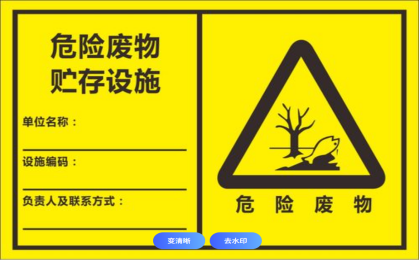 危险废物
贮存设施
单位名称：
设施编码：
负责人及联系方式：
危险废物
变清晰
去水印